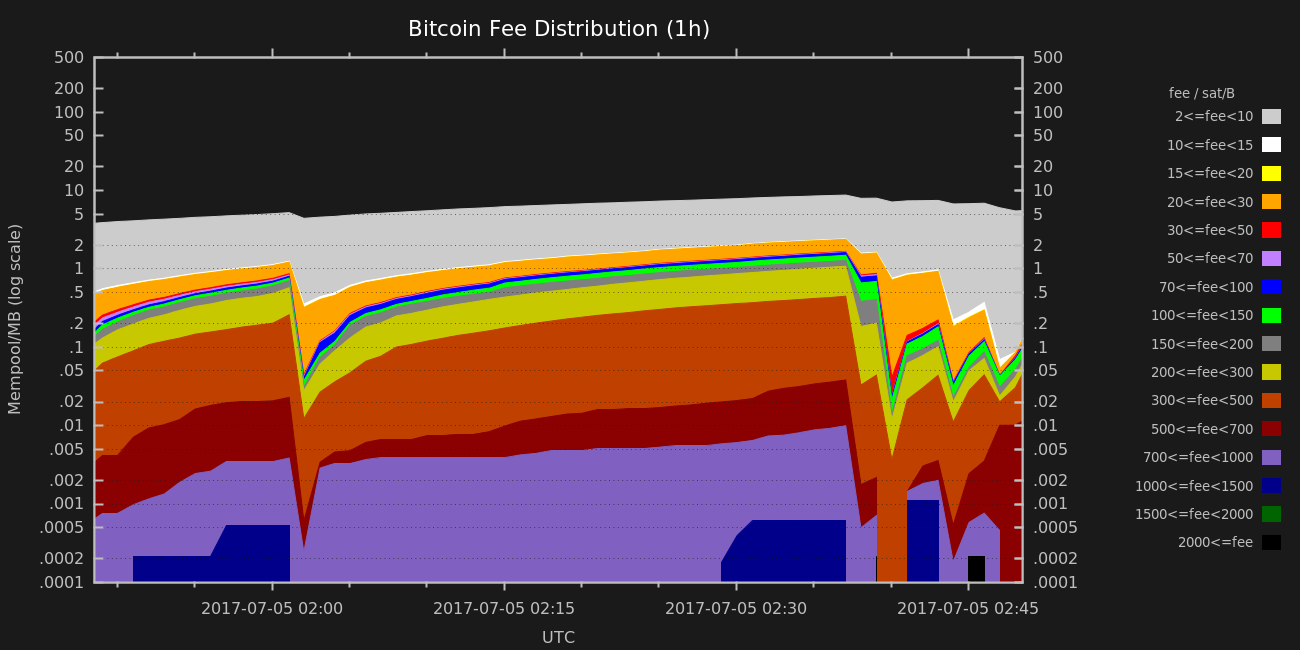 Bitcoin Fee Distribution (1h)
Mempool/MB (log scale)
500 500
200 200
100 100
50 50
20 20
10 10
5 5
2 2
1 1
.5 .5
.2 .2
.1 .1
.05 .05
.02 .02
.01 .01
.005 .005
.002 .002
.001 .001
.0005 .0005
.0002 .0002
.0001 .0001
2017-07-05 02:00 2017-07-05 02:15 2017-07-05 02:30 2017-07-05 02:45
UTC
fee / sat/B
2<=fee<10
10<=fee<15
15<=fee<20
20<=fee<30
30<=fee<50
50<=fee<70
70<=fee<100
100<=fee<150
150<=fee<200
200<=fee<300
300<=fee<500
500<=fee<700
700<=fee<1000
1000<=fee<1500
1500<=fee<2000
2000<=fee